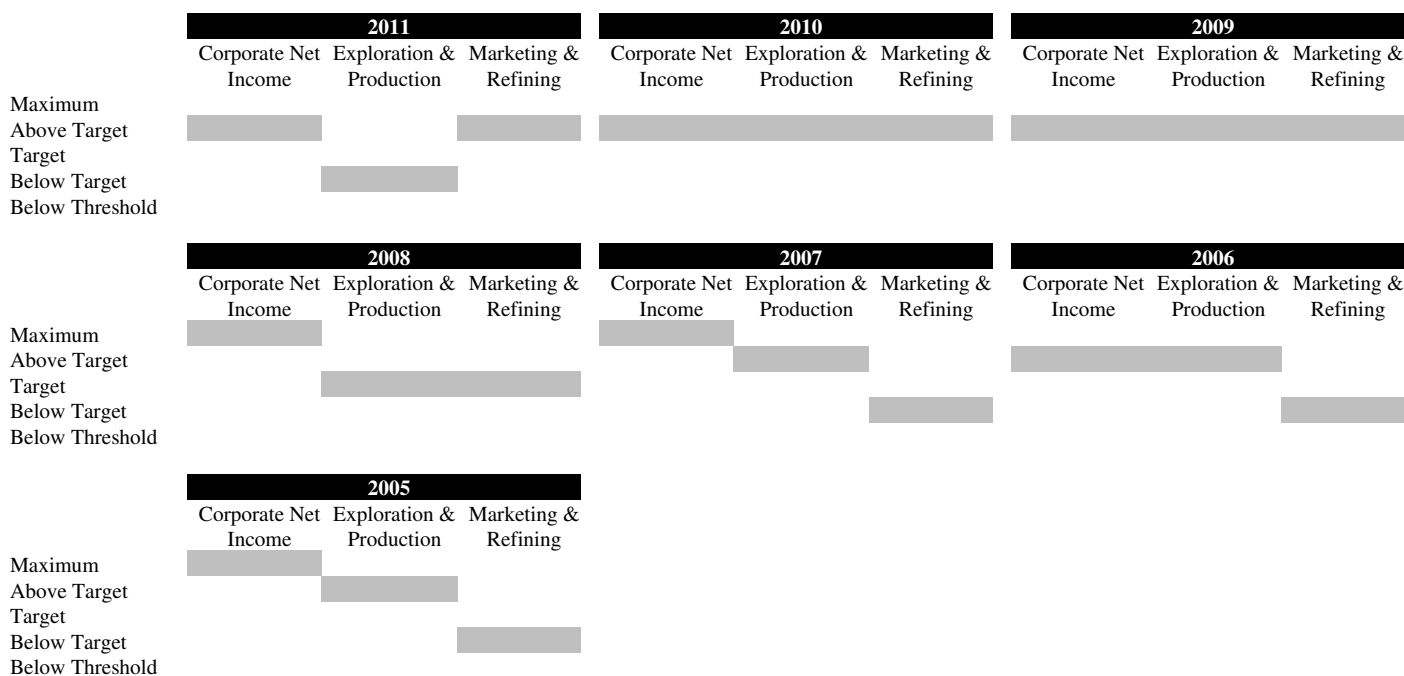 2011 2010 2009
Corporate Net Exploration & Marketing & Corporate Net Exploration & Marketing & Corporate Net Exploration & Marketing &
Income Production Refining Income Production Refining Income Production Refining
Maximum
Above Target
Target
Below Target
Below Threshold
2008 2007 2006
Corporate Net Exploration & Marketing & Corporate Net Exploration & Marketing & Corporate Net Exploration & Marketing &
Income Production Refining Income Production Refining Income Production Refining
Maximum
Above Target
Target
Below Target
Below Threshold
2005
Corporate Net Exploration & Marketing &
Income Production Refining
Maximum
Above Target
Target
Below Target
Below Threshold